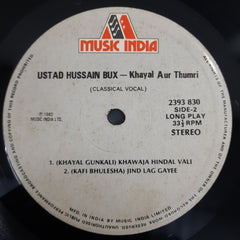 MUSIC INDIA
USTAD HUSSAIN BUX — Khayal Aur Thumri
(CLASSICAL VOCAL)
2393 830
SIDE-2
LONG PLAY
33⅓ RPM
STEREO
℗ 1983
MUSIC INDIA LTD.
1. (KHAYAL GUNKALI) KHAWAJA HINDAL VALI
2. (KAFI BHULESHA) JIND LAG GAYEE
MADE IN INDIA BY MUSIC INDIA LIMITED